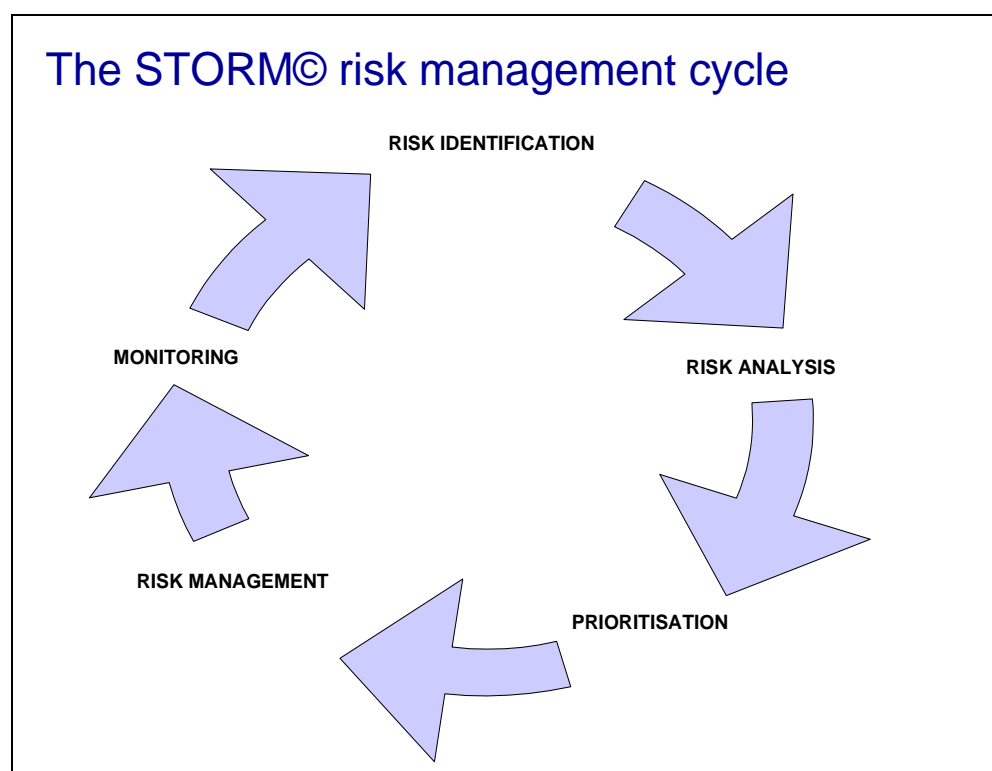 The STORM© risk management cycle
RISK IDENTIFICATION
RISK ANALYSIS
PRIORITISATION
RISK MANAGEMENT
MONITORING